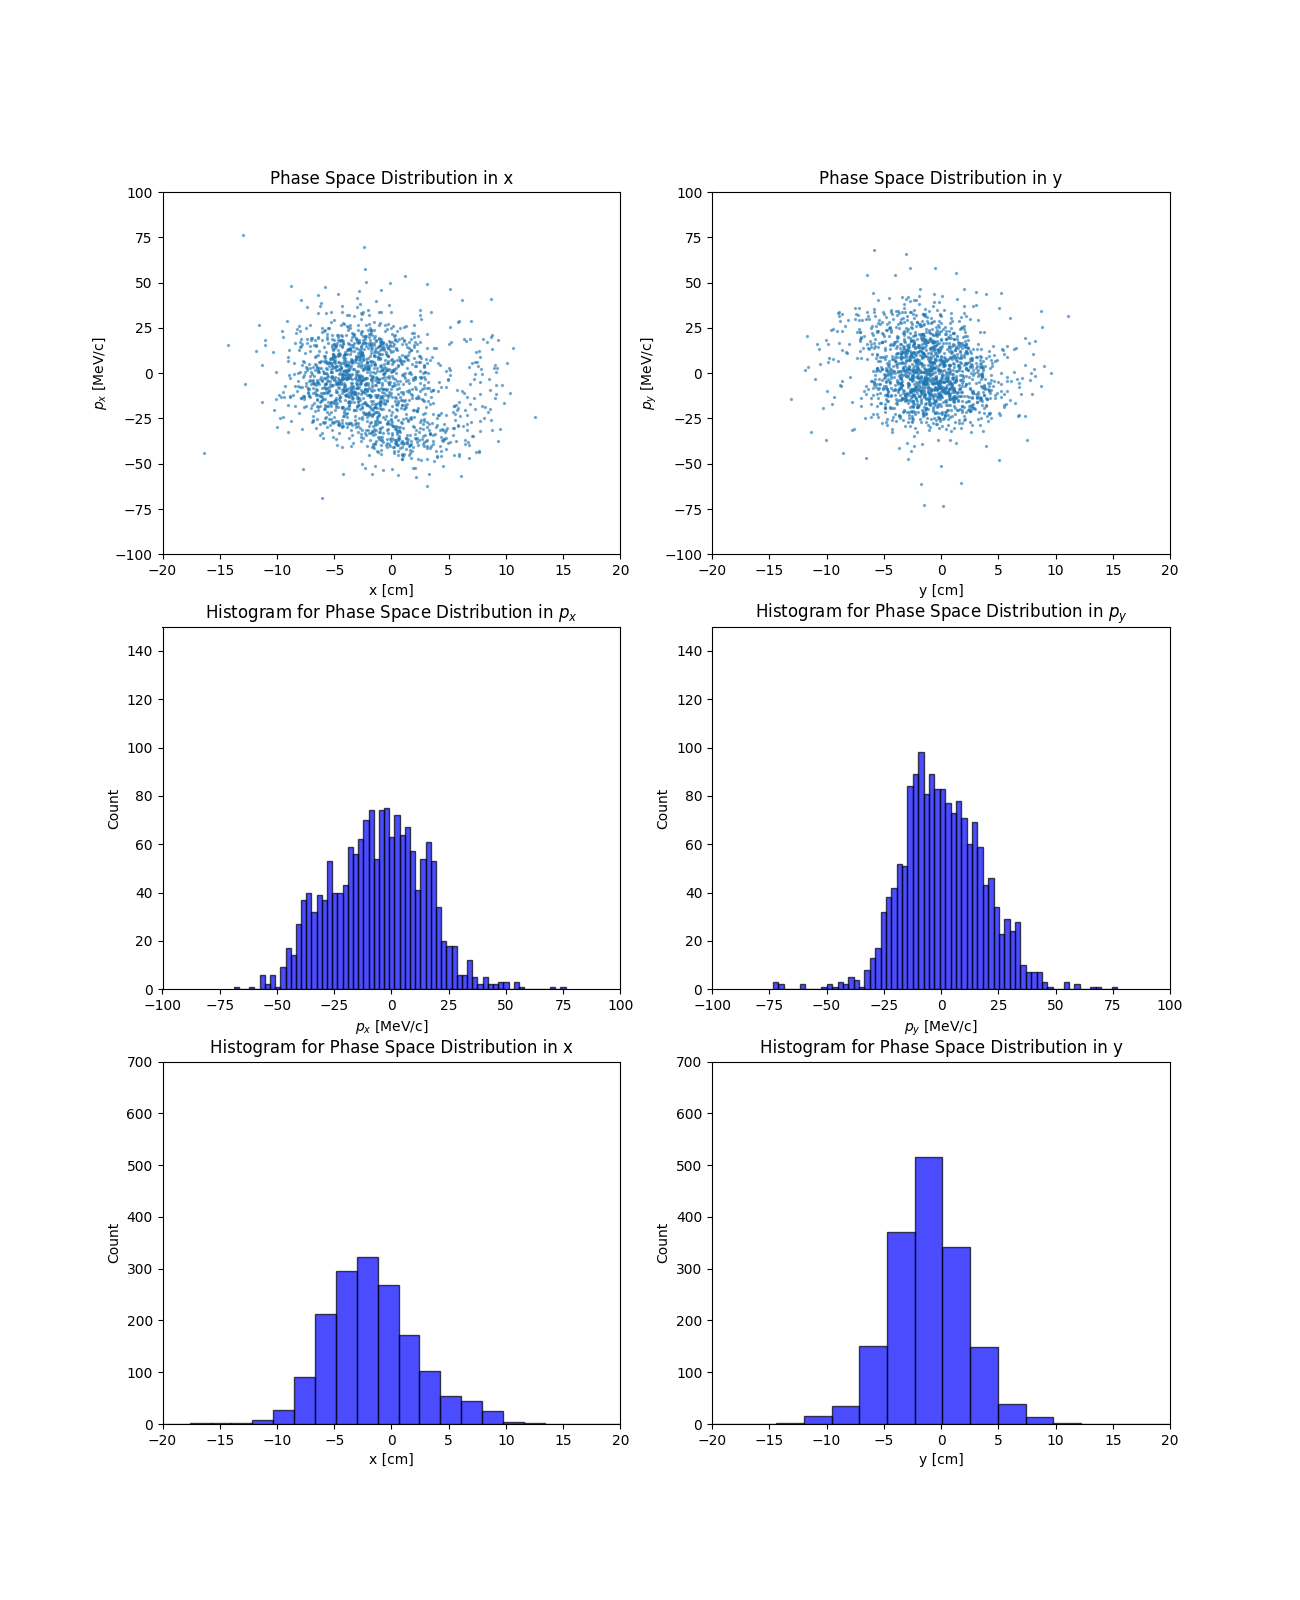 Phase Space Distribution in x
100
75
50
25
0
−25
−50
−75
−100
pₓ [MeV/c]
−20 −15 −10 −5 0 5 10 15 20
x [cm]
Phase Space Distribution in y
100
75
50
25
0
−25
−50
−75
−100
p_y [MeV/c]
−20 −15 −10 −5 0 5 10 15 20
y [cm]
Histogram for Phase Space Distribution in pₓ
140
120
100
80
60
40
20
0
Count
−100 −75 −50 −25 0 25 50 75 100
pₓ [MeV/c]
Histogram for Phase Space Distribution in p_y
140
120
100
80
60
40
20
0
Count
−100 −75 −50 −25 0 25 50 75 100
p_y [MeV/c]
Histogram for Phase Space Distribution in x
700
600
500
400
300
200
100
0
Count
−20 −15 −10 −5 0 5 10 15 20
x [cm]
Histogram for Phase Space Distribution in y
700
600
500
400
300
200
100
0
Count
−20 −15 −10 −5 0 5 10 15 20
y [cm]